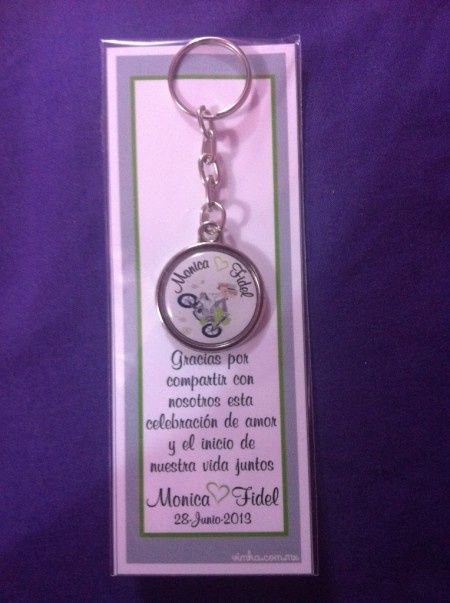 Monica Fidel
Gracias por
compartir con
nosotros esta
celebración de amor
y el inicio de
nuestra vida juntos
Monica Fidel
28-Junio-2013